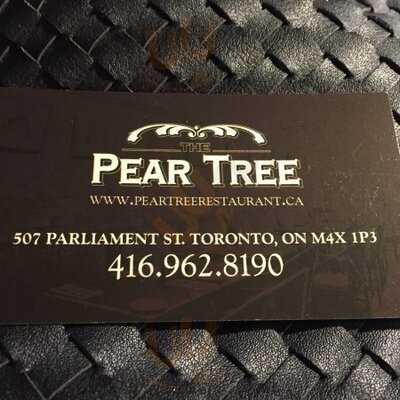 THE
PEAR TREE
WWW.PEARTREERESTAURANT.CA
507 PARLIAMENT ST. TORONTO, ON M4X 1P3
416.962.8190